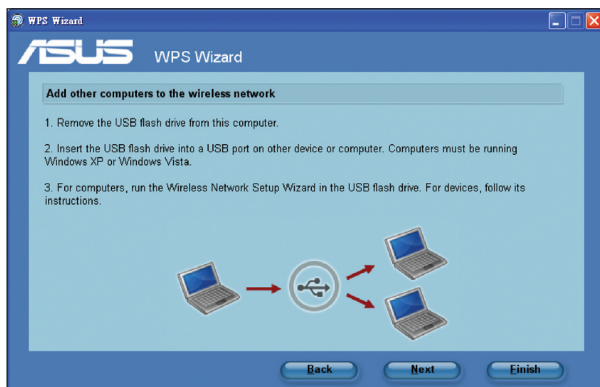 WPS Wizard
ASUS WPS Wizard
Add other computers to the wireless network
1. Remove the USB flash drive from this computer.
2. Insert the USB flash drive into a USB port on other device or computer. Computers must be running
Windows XP or Windows Vista.
3. For computers, run the Wireless Network Setup Wizard in the USB flash drive. For devices, follow its
instructions.
Back Next Finish